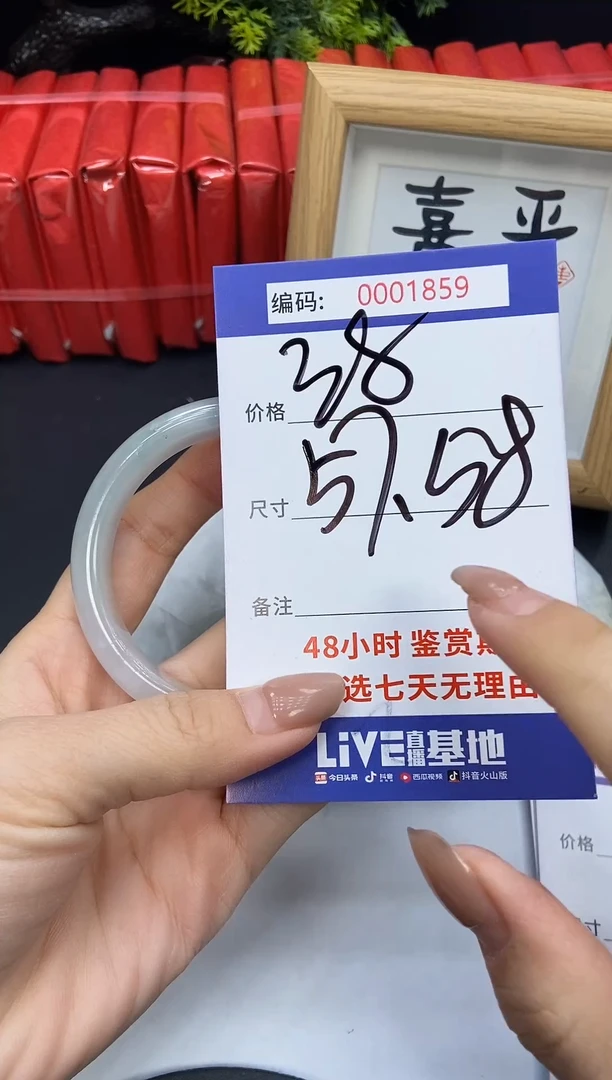 喜平
编码: 0001859
价格 38
尺寸 57.58
备注
48小时 鉴赏期
选七天无理由
LiVE直播基地
今日头条 抖音 西瓜视频 抖音火山版
价格
寸